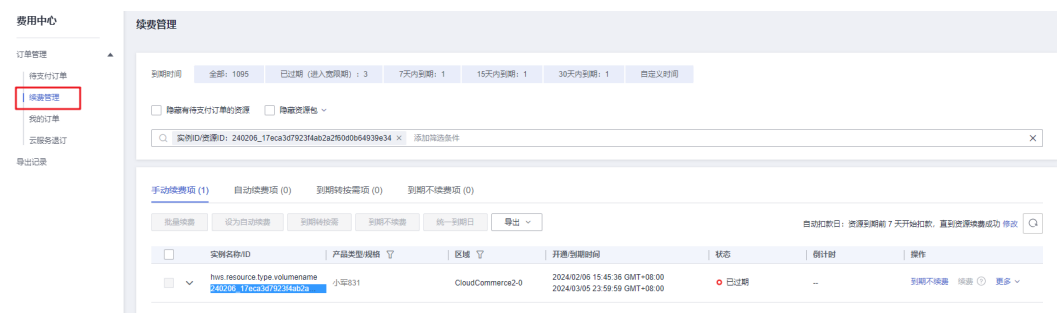 费用中心
续费管理
订单管理
待支付订单
续费管理
我的订单
云服务退订
导出记录
到期时间 全部：1095 已过期（进入宽限期）：3 7天内到期：1 15天内到期：1 30天内到期：1 自定义时间
隐藏有待支付订单的资源 隐藏资源包
实例ID/资源ID：240206_17eca3d7923f4ab2a2f60d0b64939e34 × 添加筛选条件
手动续费项 (1) 自动续费项 (0) 到期转按需项 (0) 到期不续费项 (0)
批量续费 设为自动续费 到期转按需 到期不续费 统一到期日 导出 自动扣款日：资源到期前 7 天开始扣款，直到资源续费成功 修改
实例名称/ID 产品类型/规格 区域 开通/到期时间 状态 倒计时 操作
hws.resource.type.volumename 小军831 CloudCommerce2-0 2024/02/06 15:45:36 GMT+08:00 已过期 -- 到期不续费 续费 更多
240206_17eca3d7923f4ab2a 2024/03/05 23:59:59 GMT+08:00